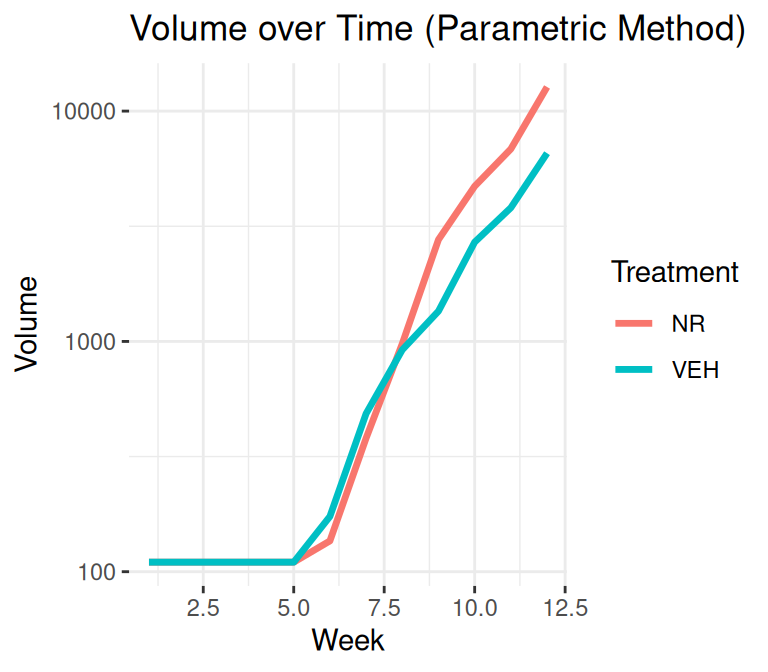 Volume over Time (Parametric Method)
Volume
10000
1000
100
2.5 5.0 7.5 10.0 12.5
Week
Treatment
NR
VEH